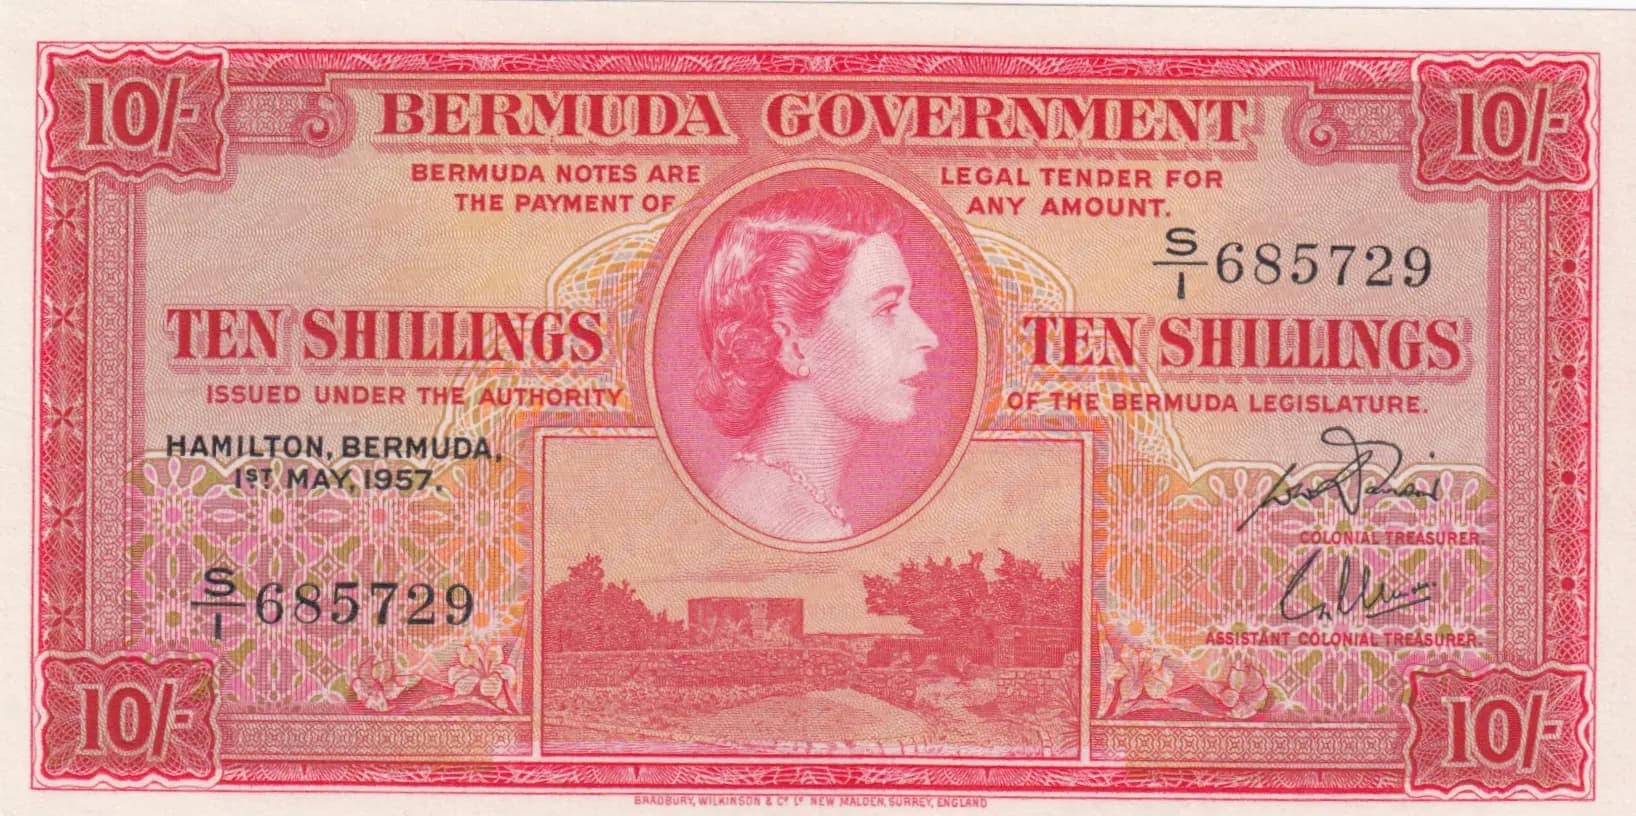 10/- 10/-
BERMUDA GOVERNMENT
BERMUDA NOTES ARE LEGAL TENDER FOR
THE PAYMENT OF ANY AMOUNT.
S/1 685729
TEN SHILLINGS TEN SHILLINGS
ISSUED UNDER THE AUTHORITY OF THE BERMUDA LEGISLATURE.
HAMILTON, BERMUDA,
1ST MAY, 1957.
COLONIAL TREASURER.
S/1 685729
ASSISTANT COLONIAL TREASURER.
10/- 10/-
BRADBURY, WILKINSON & Co Ld NEW MALDEN, SURREY, ENGLAND